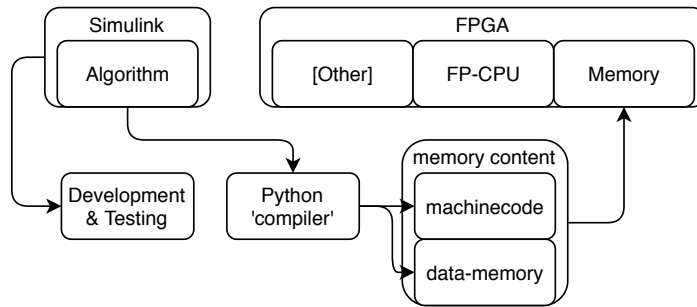 Simulink
Algorithm
FPGA
[Other]
FP-CPU
Memory
Development
& Testing
Python
'compiler'
memory content
machinecode
data-memory